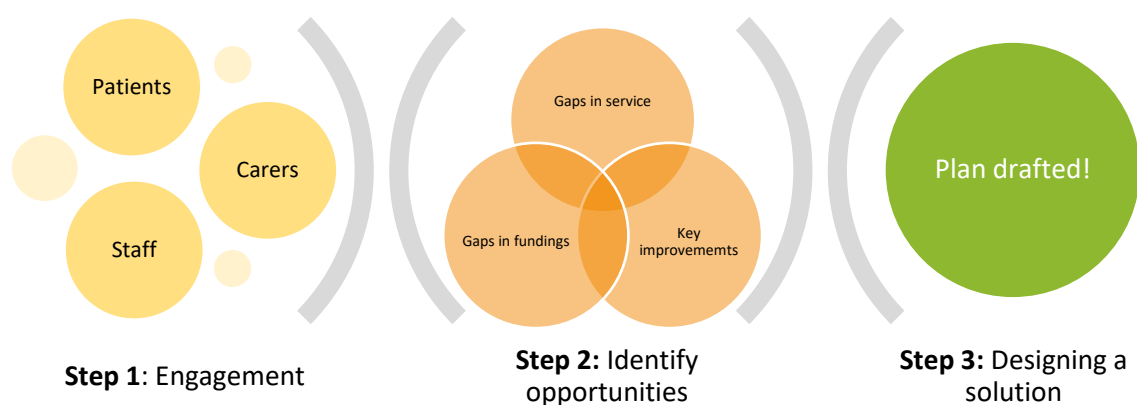 Patients
Carers
Staff
Step 1: Engagement
Gaps in service
Gaps in fundings
Key
improvememts
Step 2: Identify
opportunities
Plan drafted!
Step 3: Designing a
solution